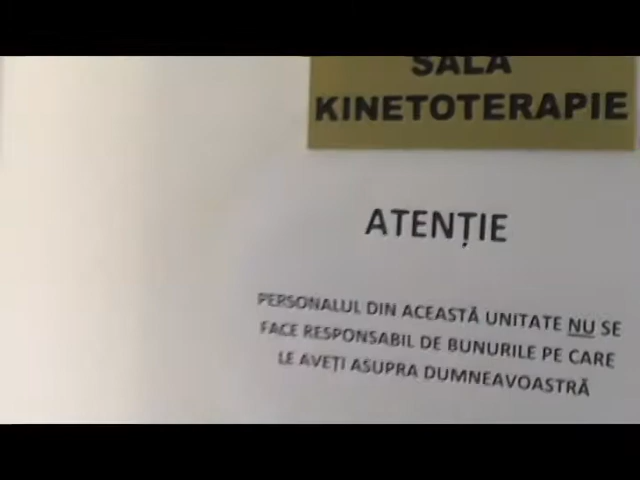 SALA
KINETOTERAPIE
ATENȚIE
PERSONALUL DIN ACEASTĂ UNITATE NU SE
FACE RESPONSABIL DE BUNURILE PE CARE
LE AVEȚI ASUPRA DUMNEAVOASTRĂ